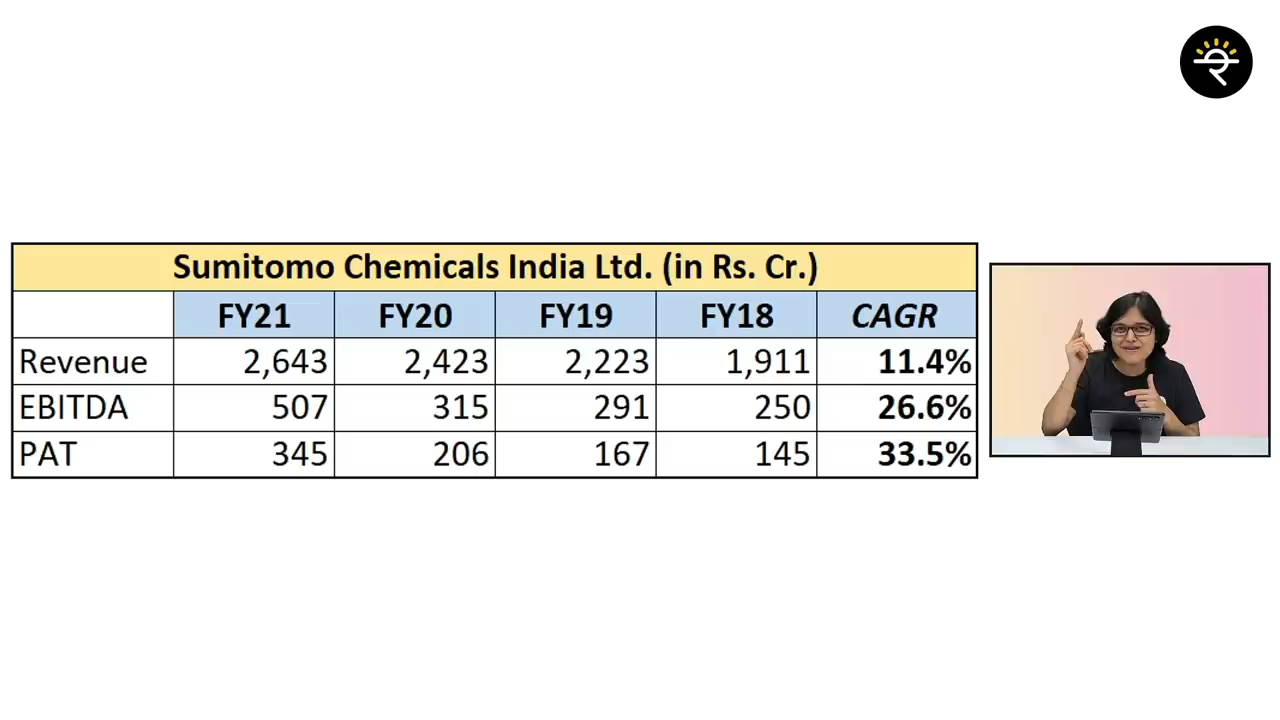 Sumitomo Chemicals India Ltd. (in Rs. Cr.)
FY21 FY20 FY19 FY18 CAGR
Revenue 2,643 2,423 2,223 1,911 11.4%
EBITDA 507 315 291 250 26.6%
PAT 345 206 167 145 33.5%